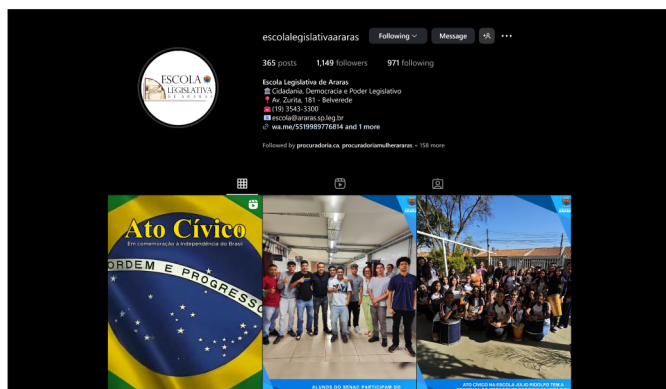 escolalegislativaararas Following Message
365 posts 1,149 followers 971 following
ESCOLA
LEGISLATIVA
DE ARARAS
Escola Legislativa de Araras
Cidadania, Democracia e Poder Legislativo
Av. Zurita, 181 - Belverede
(19) 3543-3300
escola@araras.sp.leg.br
wa.me/5519989776814 and 1 more
Followed by procuradoria.ca, procuradoriamulherararas + 158 more
Ato Cívico
Em comemoração à Independência do Brasil
ORDEM E PROGRESSO
ALUNOS DO SENAC PARTICIPAM DO
ATO CÍVICO NA ESCOLA JULIO RIDOLFO TEM A